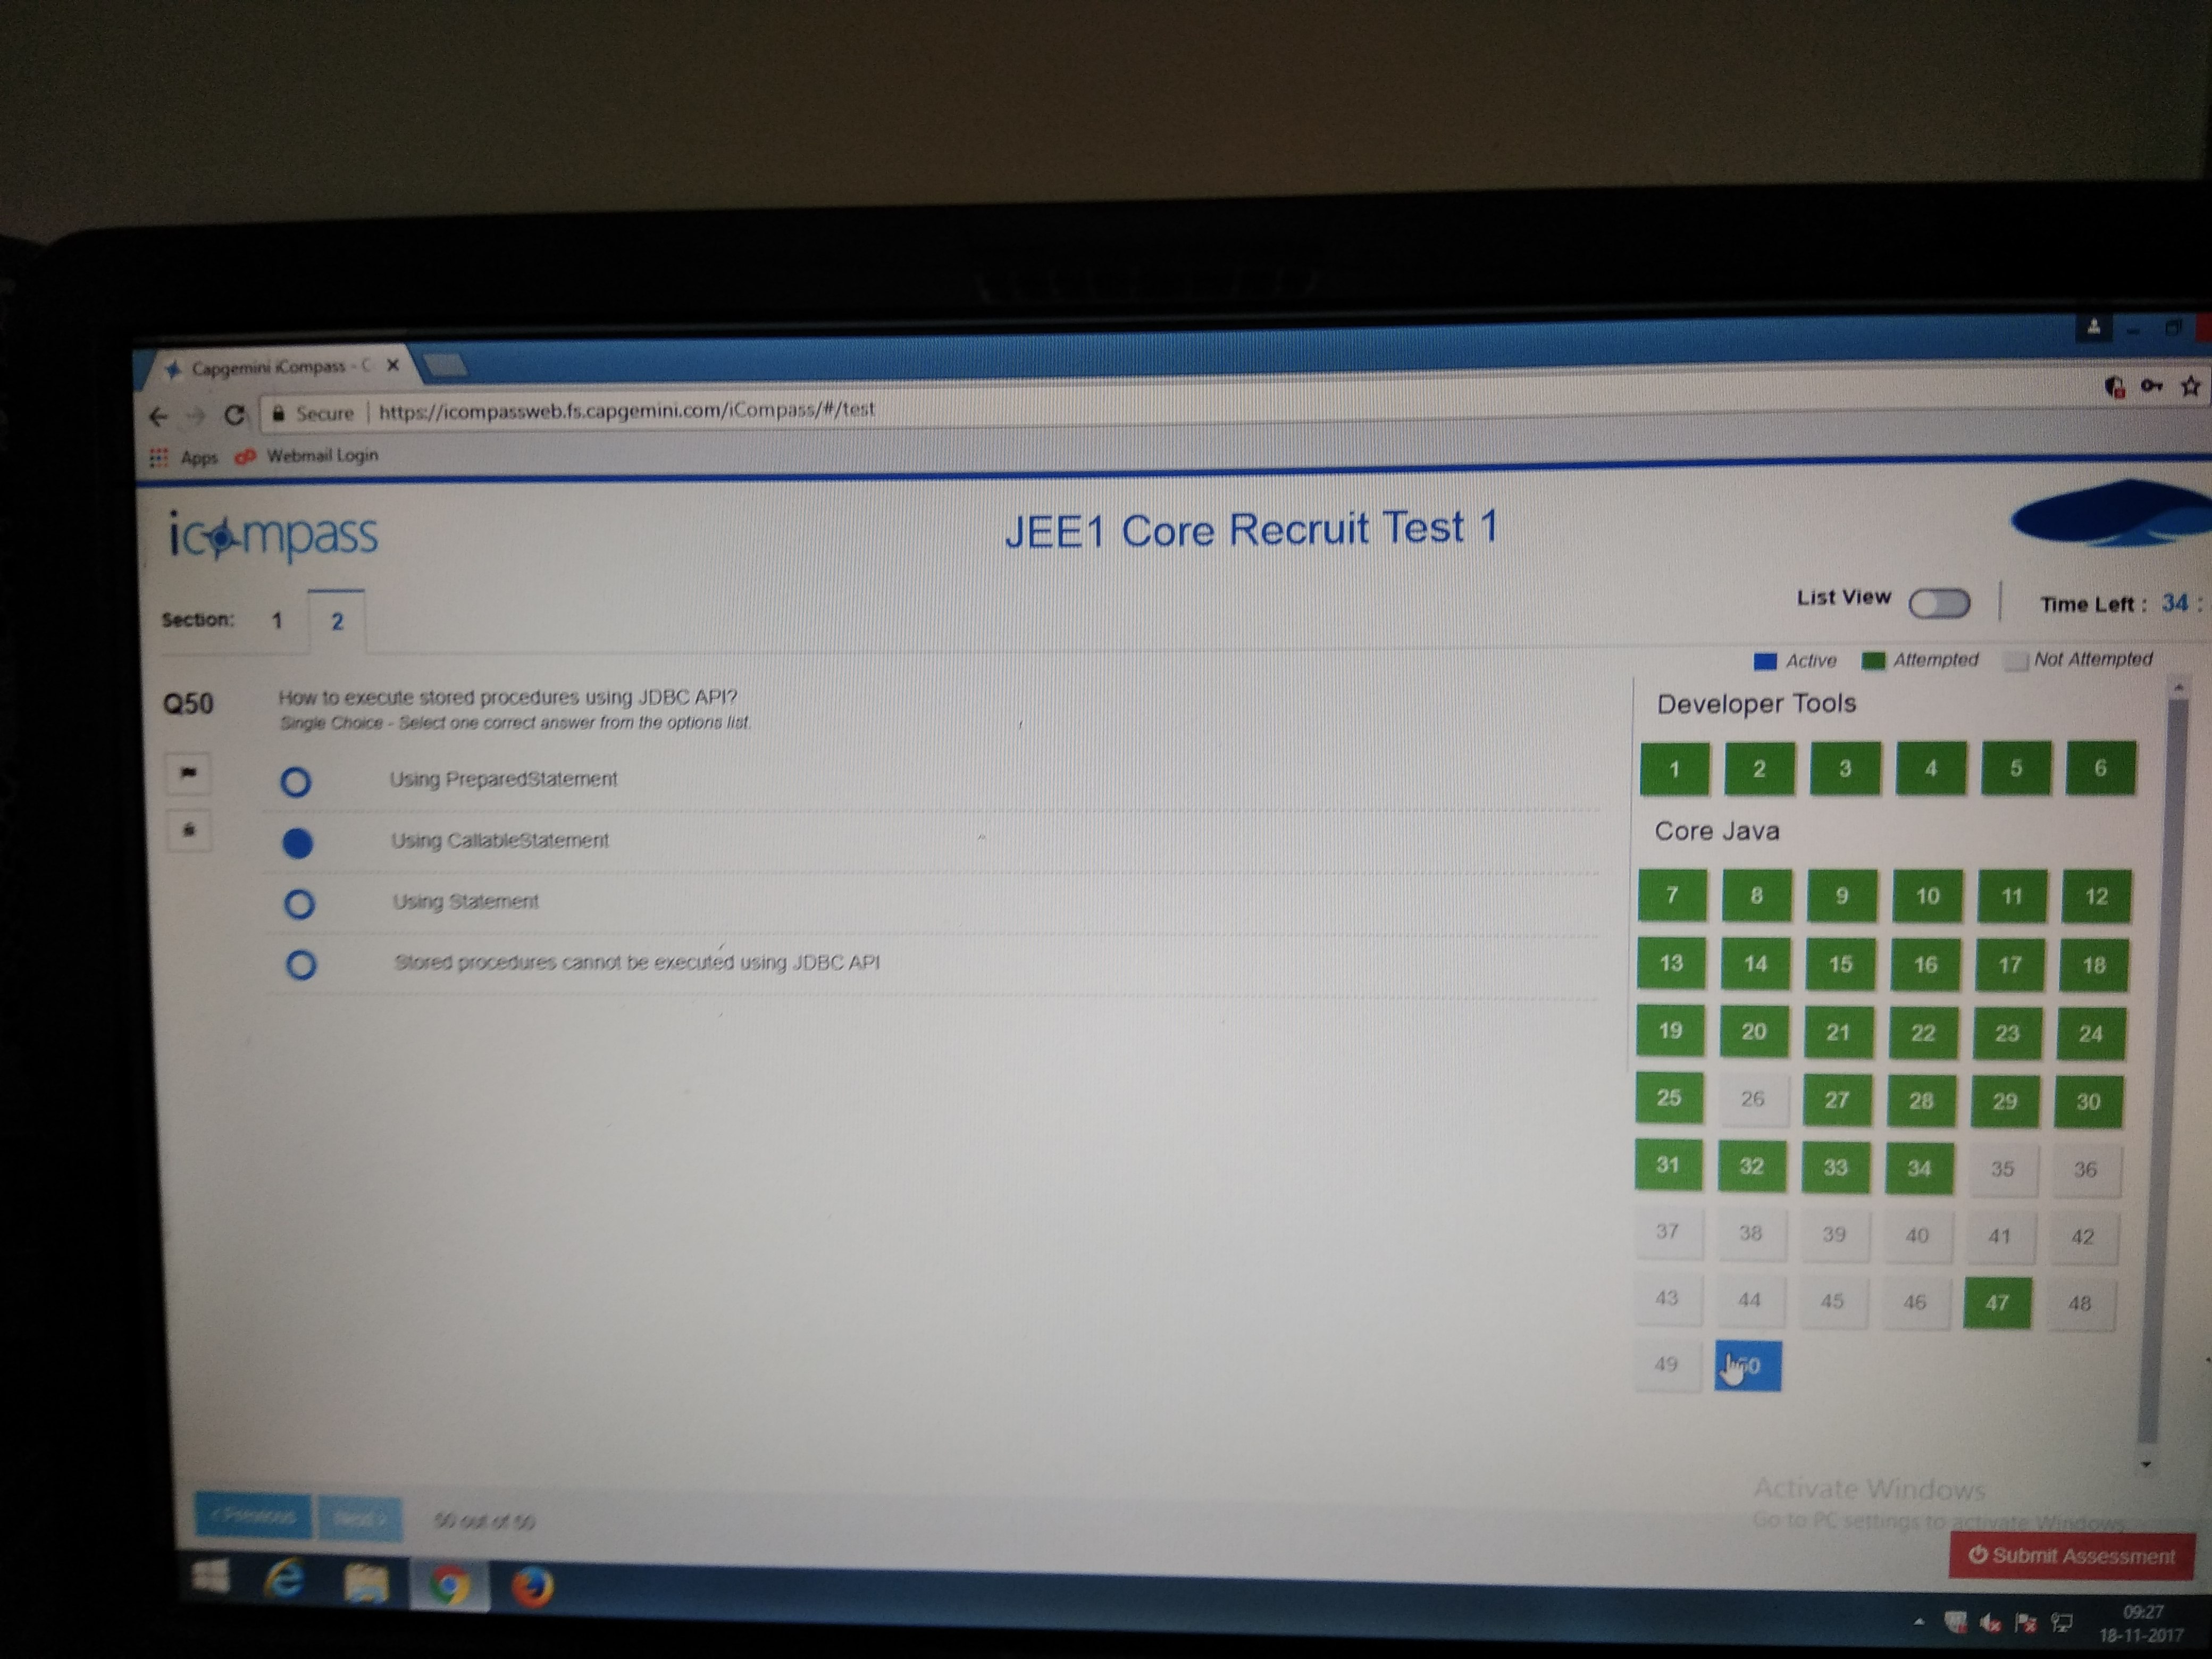 Capgemini iCompass - C
Secure https://icompassweb.fs.capgemini.com/iCompass/#/test
Apps Webmail Login
icompass
JEE1 Core Recruit Test 1
List View
Time Left : 34 :
Section: 1 2
Active Attempted Not Attempted
Q50 How to execute stored procedures using JDBC API?
Single Choice - Select one correct answer from the options list.
Using PreparedStatement
Using CallableStatement
Using Statement
Stored procedures cannot be executed using JDBC API
Developer Tools
1 2 3 4 5 6
Core Java
7 8 9 10 11 12
13 14 15 16 17 18
19 20 21 22 23 24
25 26 27 28 29 30
31 32 33 34 35 36
37 38 39 40 41 42
43 44 45 46 47 48
49 50
Activate Windows
Go to PC settings to activate Windows.
< Previous Next > 50 out of 50
Submit Assessment
09:27
18-11-2017